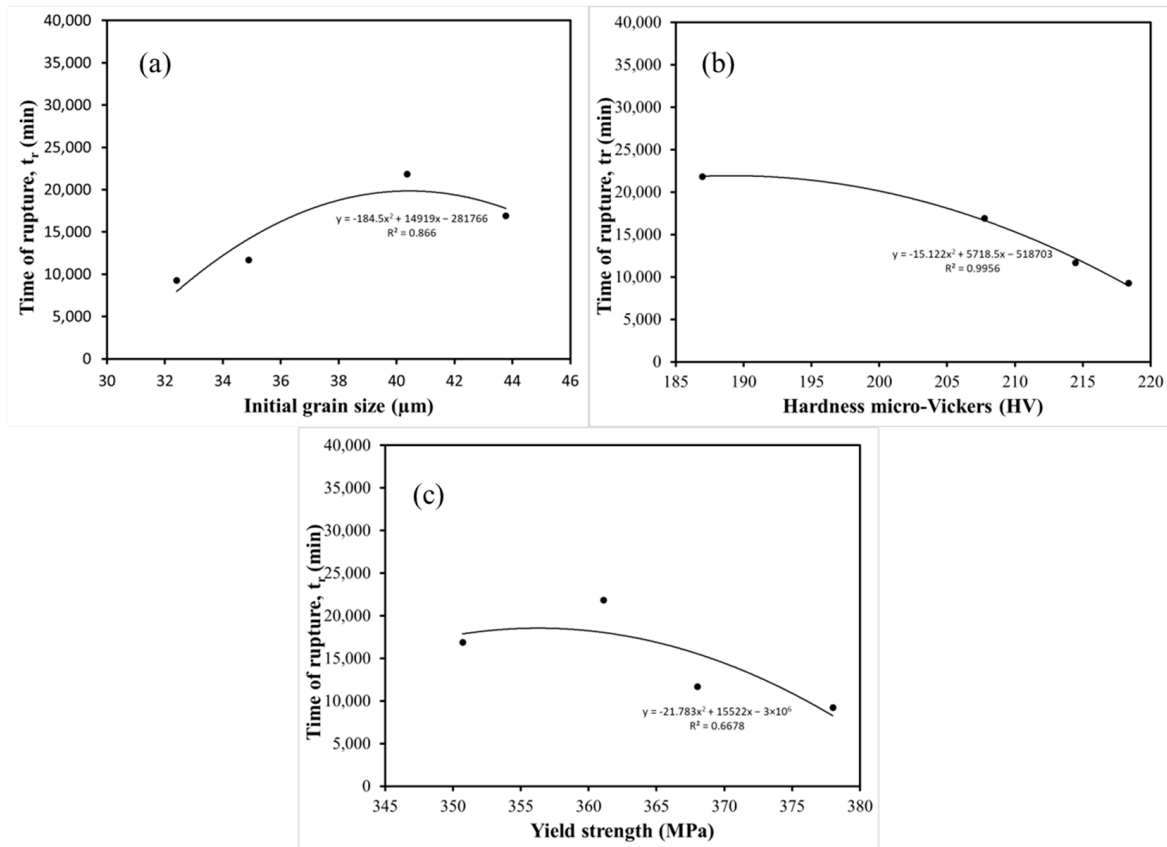 (a)
Time of rupture, tr (min)
40,000
35,000
30,000
25,000
20,000
15,000
10,000
5,000
0
y = -184.5x² + 14919x − 281766
R² = 0.866
30 32 34 36 38 40 42 44 46
Initial grain size (µm)
(b)
Time of rupture, tr (min)
40,000
35,000
30,000
25,000
20,000
15,000
10,000
5,000
0
y = -15.122x² + 5718.5x − 518703
R² = 0.9956
185 190 195 200 205 210 215 220
Hardness micro-Vickers (HV)
(c)
Time of rupture, tr (min)
40,000
35,000
30,000
25,000
20,000
15,000
10,000
5,000
0
y = -21.783x² + 15522x − 3×10⁶
R² = 0.6678
345 350 355 360 365 370 375 380
Yield strength (MPa)